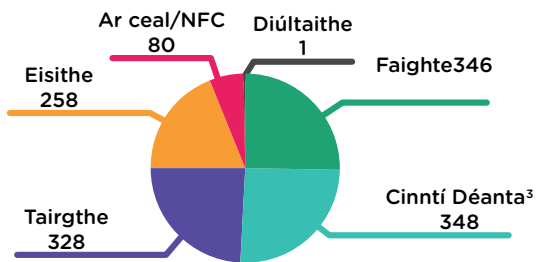 Ar ceal/NFC
80
Diúltaithe
1
Eisithe
258
Faighte346
Tairgthe
328
Cinntí Déanta³
348